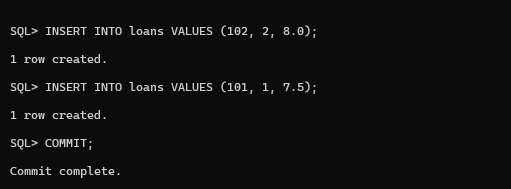 SQL> INSERT INTO loans VALUES (102, 2, 8.0);
1 row created.
SQL> INSERT INTO loans VALUES (101, 1, 7.5);
1 row created.
SQL> COMMIT;
Commit complete.